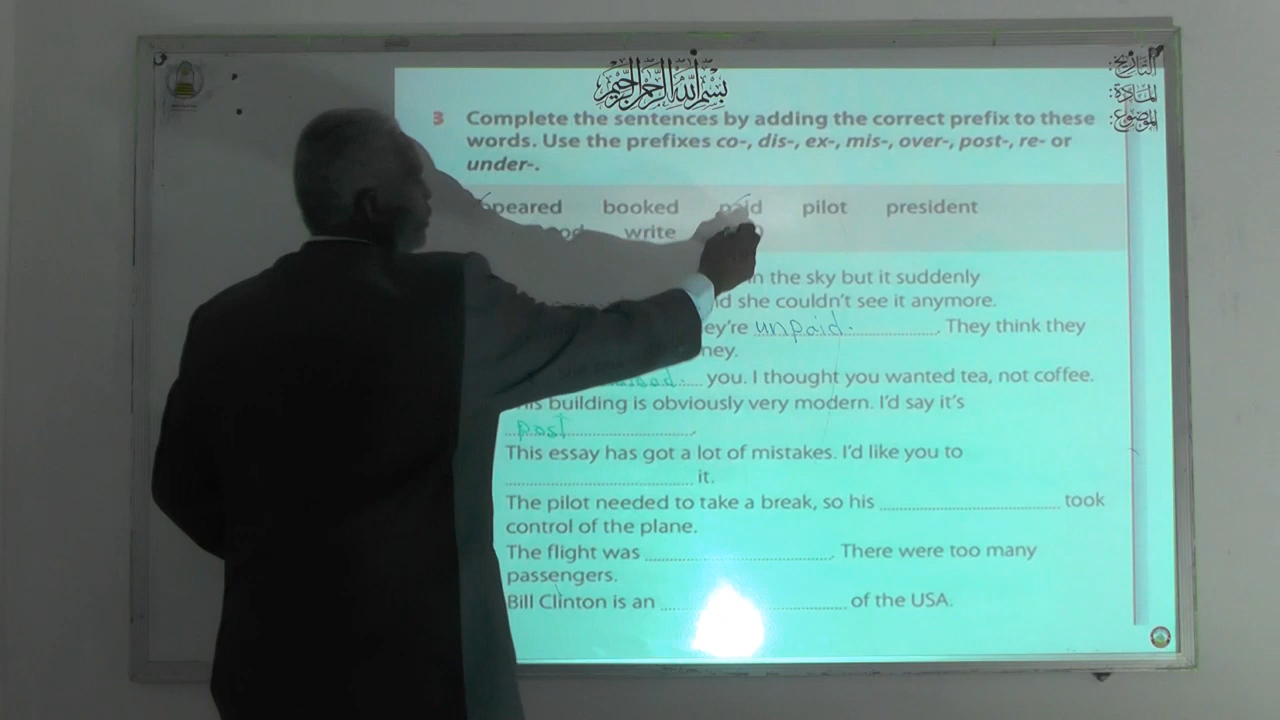 بسم الله الرحمن الرحيم
التاريخ:
المادة:
الموضوع:
3 Complete the sentences by adding the correct prefix to these
words. Use the prefixes co-, dis-, ex-, mis-, over-, post-, re- or
under-.
peared booked paid pilot president
ood write
in the sky but it suddenly
nd she couldn't see it anymore.
ey're unpaid. They think they
ney.
you. I thought you wanted tea, not coffee.
his building is obviously very modern. I'd say it's
post
This essay has got a lot of mistakes. I'd like you to
it.
The pilot needed to take a break, so his took
control of the plane.
The flight was . There were too many
passengers.
Bill Clinton is an of the USA.